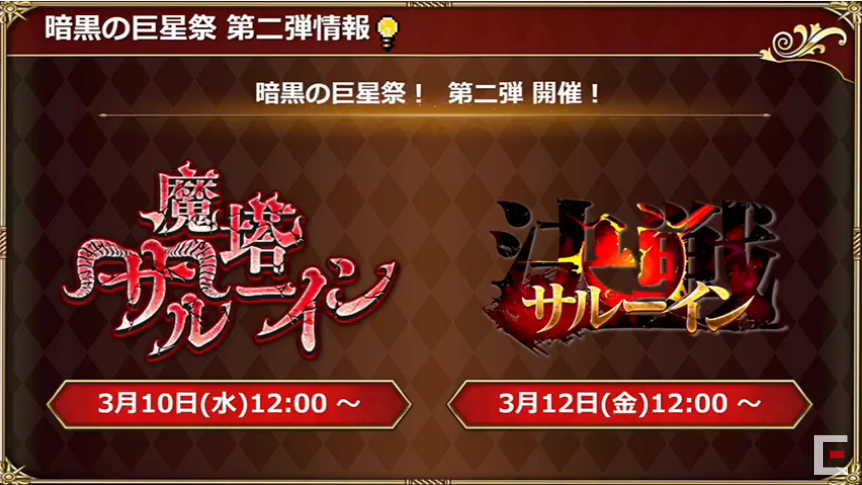 暗黒の巨星祭 第二弾情報
暗黒の巨星祭! 第二弾 開催!
魔塔
サルーイン
決戦
サルーイン
3月10日(水)12:00 ～
3月12日(金)12:00 ～